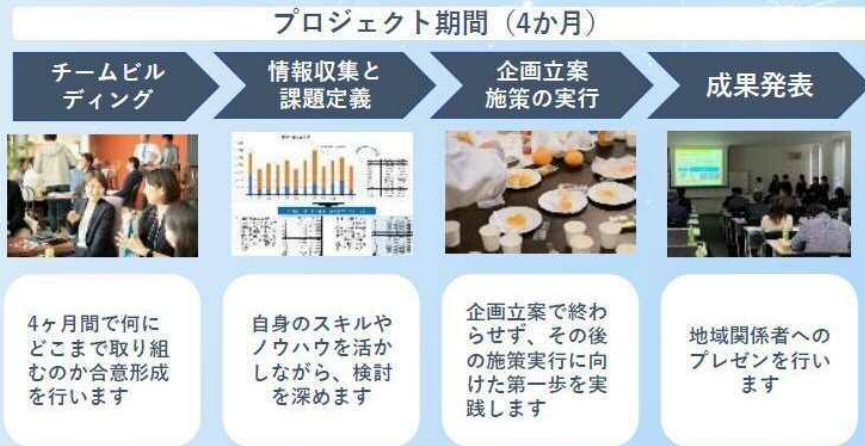 プロジェクト期間（4か月）
チームビル
ディング
情報収集と
課題定義
企画立案
施策の実行
成果発表
4ヶ月間で何に
どこまで取り組
むのか合意形成
を行います
自身のスキルや
ノウハウを活か
しながら、検討
を深めます
企画立案で終わ
らせず、その後
の施策実行に向
けた第一歩を実
践します
地域関係者への
プレゼンを行い
ます